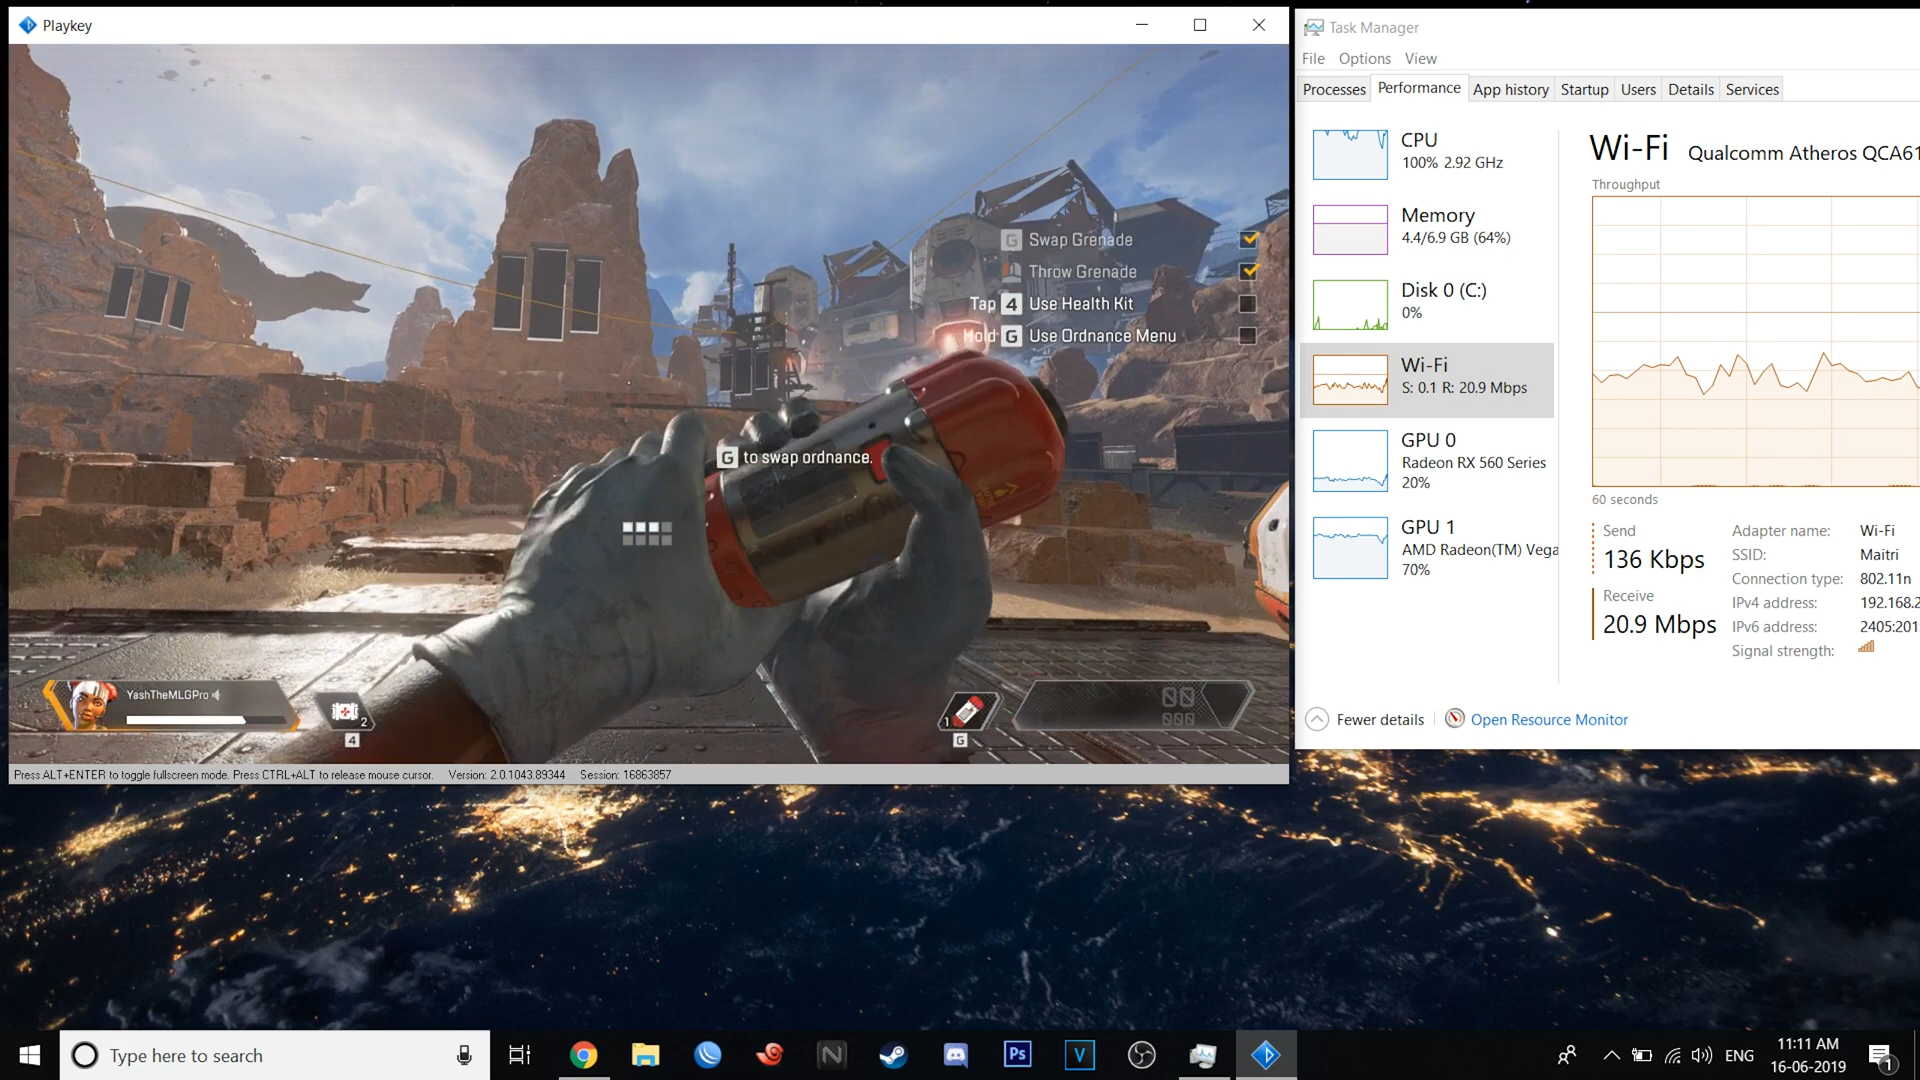 Playkey
G Swap Grenade
Throw Grenade
Tap 4 Use Health Kit
Hold G Use Ordnance Menu
G to swap ordnance.
YashTheMLGPro
2
4
1
G
00
000
Press ALT+ENTER to toggle fullscreen mode. Press CTRL+ALT to release mouse cursor. Version: 2.0.1043.89344 Session: 16863857
Task Manager
File Options View
Processes Performance App history Startup Users Details Services
CPU
100% 2.92 GHz
Memory
4.4/6.9 GB (64%)
Disk 0 (C:)
0%
Wi-Fi
S: 0.1 R: 20.9 Mbps
GPU 0
Radeon RX 560 Series
20%
GPU 1
AMD Radeon(TM) Vega
70%
Wi-Fi Qualcomm Atheros QCA61
Throughput
60 seconds
Send
136 Kbps
Receive
20.9 Mbps
Adapter name: Wi-Fi
SSID: Maitri
Connection type: 802.11n
IPv4 address: 192.168.2
IPv6 address: 2405:201
Signal strength:
Fewer details Open Resource Monitor
Type here to search
N
Ps
V
ENG
11:11 AM
16-06-2019
1